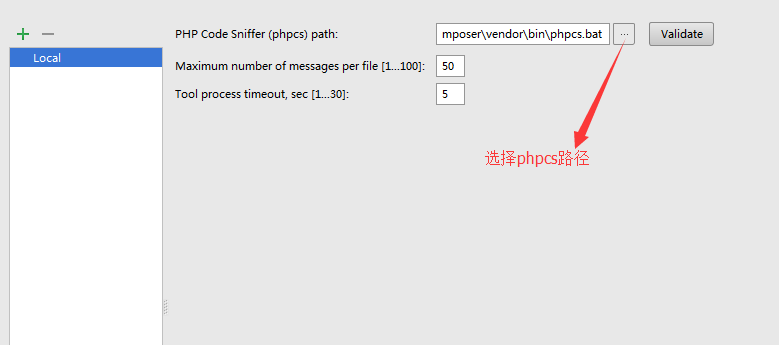 PHP Code Sniffer (phpcs) path: mposer\vendor\bin\phpcs.bat ... Validate
Local
Maximum number of messages per file [1...100]: 50
Tool process timeout, sec [1...30]: 5
选择phpcs路径